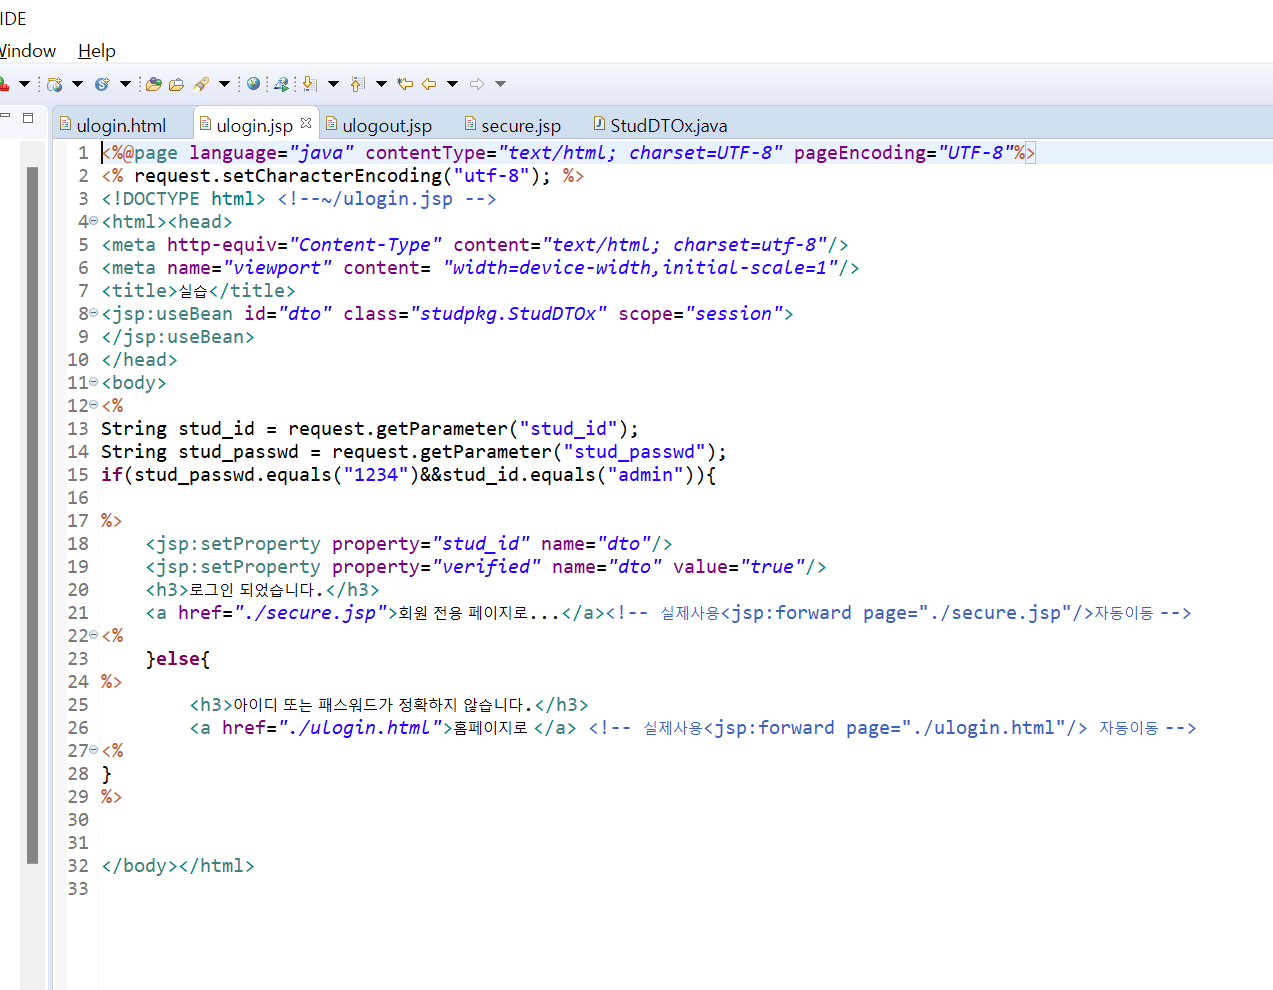 IDE
Window Help
ulogin.html ulogin.jsp ulogout.jsp secure.jsp StudDTOx.java
1 <%@page language="java" contentType="text/html; charset=UTF-8" pageEncoding="UTF-8"%>
2 <% request.setCharacterEncoding("utf-8"); %>
3 <!DOCTYPE html> <!--~/ulogin.jsp -->
4 <html><head>
5 <meta http-equiv="Content-Type" content="text/html; charset=utf-8"/>
6 <meta name="viewport" content= "width=device-width,initial-scale=1"/>
7 <title>실습</title>
8 <jsp:useBean id="dto" class="studpkg.StudDTOx" scope="session">
9 </jsp:useBean>
10 </head>
11 <body>
12 <%
13 String stud_id = request.getParameter("stud_id");
14 String stud_passwd = request.getParameter("stud_passwd");
15 if(stud_passwd.equals("1234")&&stud_id.equals("admin")){
16
17 %>
18     <jsp:setProperty property="stud_id" name="dto"/>
19     <jsp:setProperty property="verified" name="dto" value="true"/>
20     <h3>로그인 되었습니다.</h3>
21     <a href="./secure.jsp">회원 전용 페이지로...</a><!-- 실제사용<jsp:forward page="./secure.jsp"/>자동이동 -->
22 <%
23     }else{
24 %>
25         <h3>아이디 또는 패스워드가 정확하지 않습니다.</h3>
26         <a href="./ulogin.html">홈페이지로 </a> <!-- 실제사용<jsp:forward page="./ulogin.html"/> 자동이동 -->
27 <%
28 }
29 %>
30
31
32 </body></html>
33